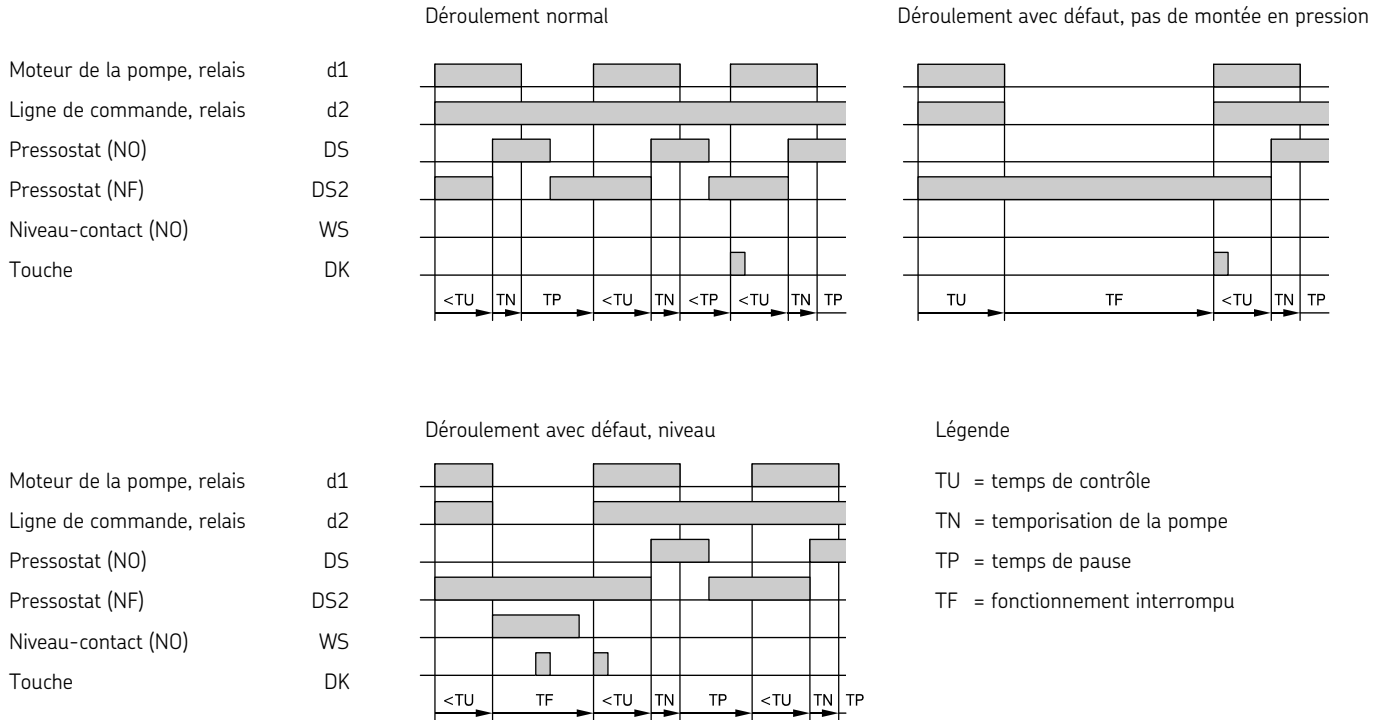 Déroulement normal
Déroulement avec défaut, pas de montée en pression
Moteur de la pompe, relais d1
Ligne de commande, relais d2
Pressostat (NO) DS
Pressostat (NF) DS2
Niveau-contact (NO) WS
Touche DK
<TU TN TP <TU TN <TP <TU TN TP
TU TF <TU TN TP
Déroulement avec défaut, niveau
Moteur de la pompe, relais d1
Ligne de commande, relais d2
Pressostat (NO) DS
Pressostat (NF) DS2
Niveau-contact (NO) WS
Touche DK
<TU TF <TU TN TP <TU TN TP
Légende
TU = temps de contrôle
TN = temporisation de la pompe
TP = temps de pause
TF = fonctionnement interrompu